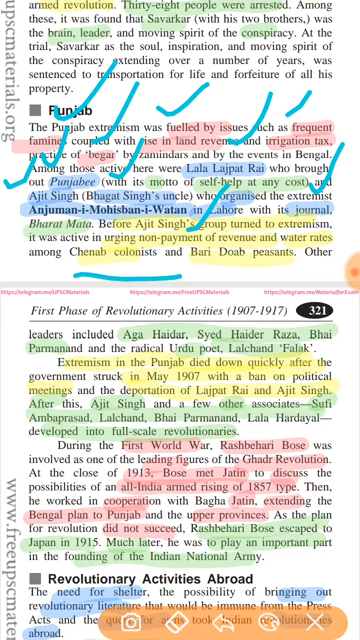 armed revolution. Thirty-eight people were arrested. Among
these, it was found that Savarkar (with his two brothers,) was
the brain, leader, and moving spirit of the conspiracy. At the
trial, Savarkar as the soul, inspiration, and moving spirit of
the conspiracy extending over a number of years, was
sentenced to transportation for life and forfeiture of all his
property.
Punjab
The Punjab extremism was fuelled by issues such as frequent
famines coupled with rise in land revenue and irrigation tax,
practice of 'begar' by zamindars and by the events in Bengal.
Among those active here were Lala Lajpat Rai who brought
out Punjabee (with its motto of self-help at any cost) and
Ajit Singh (Bhagat Singh's uncle) who organised the extremist
Anjuman-i-Mohisban-i-Watan in Lahore with its journal,
Bharat Mata. Before Ajit Singh's group turned to extremism,
it was active in urging non-payment of revenue and water rates
among Chenab colonists and Bari Doab peasants. Other
https://telegram.me/FreeUPSCMaterials https://telegram.me/UPSCMaterials https://telegram.me/MaterialforExam
First Phase of Revolutionary Activities (1907-1917) 321
leaders included Aga Haidar, Syed Haider Raza, Bhai
Parmanand and the radical Urdu poet, Lalchand 'Falak'.
Extremism in the Punjab died down quickly after the
government struck in May 1907 with a ban on political
meetings and the deportation of Lajpat Rai and Ajit Singh.
After this, Ajit Singh and a few other associates—Sufi
Ambaprasad, Lalchand, Bhai Parmanand, Lala Hardayal—
developed into full-scale revolutionaries.
During the First World War, Rashbehari Bose was
involved as one of the leading figures of the Ghadr Revolution.
At the close of 1913, Bose met Jatin to discuss the
possibilities of an all-India armed rising of 1857 type. Then,
he worked in cooperation with Bagha Jatin, extending the
Bengal plan to Punjab and the upper provinces. As the plan
for revolution did not succeed, Rashbehari Bose escaped to
Japan in 1915. Much later, he was to play an important part
in the founding of the Indian National Army.
Revolutionary Activities Abroad
The need for shelter, the possibility of bringing out
revolutionary literature that would be immune from the Press
Acts and the quest for arms took Indian revolutionaries
abroad.
www.freeupscmaterials.org
www.freeupsc